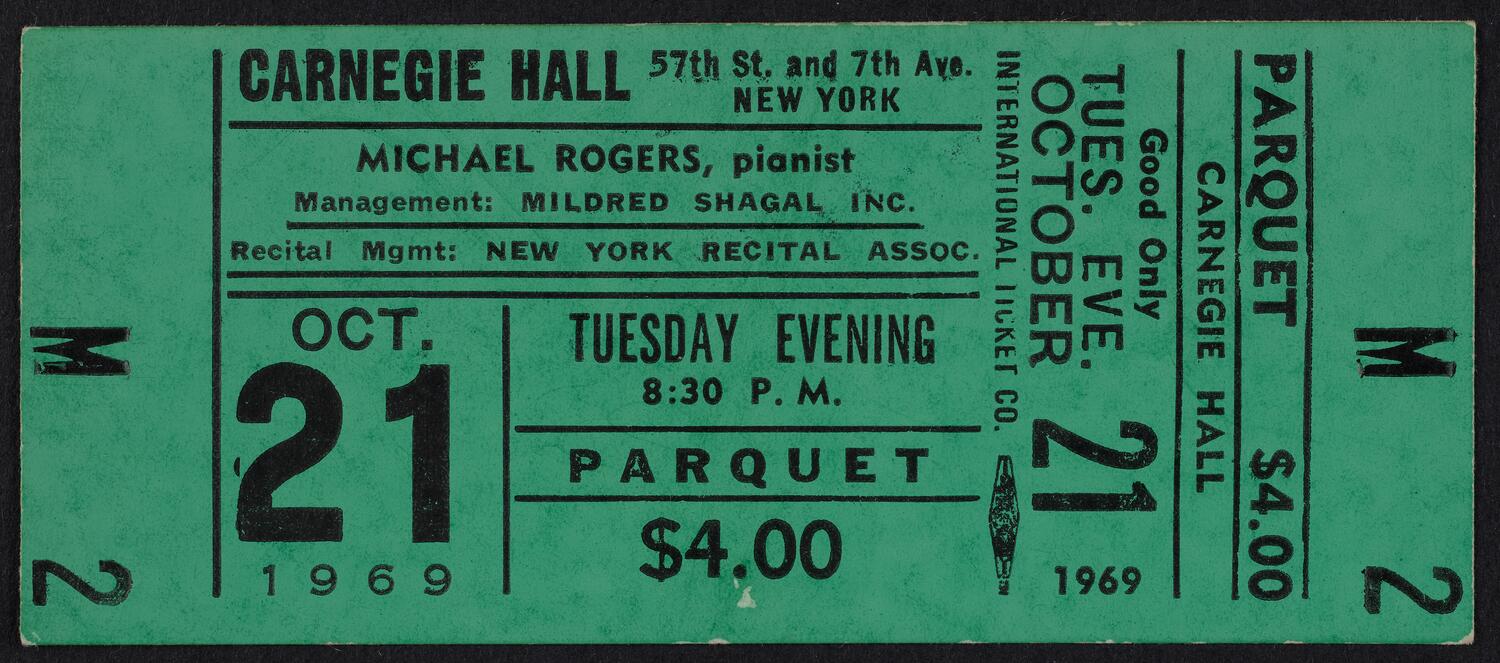 M
2
CARNEGIE HALL 57th St. and 7th Ave.
NEW YORK
MICHAEL ROGERS, pianist
Management: MILDRED SHAGAL INC.
Recital Mgmt: NEW YORK RECITAL ASSOC.
OCT.
21
1969
TUESDAY EVENING
8:30 P. M.
PARQUET
$4.00
INTERNATIONAL TICKET CO.
Good Only
TUES. EVE.
OCTOBER 21
1969
CARNEGIE HALL
PARQUET $4.00
M
2